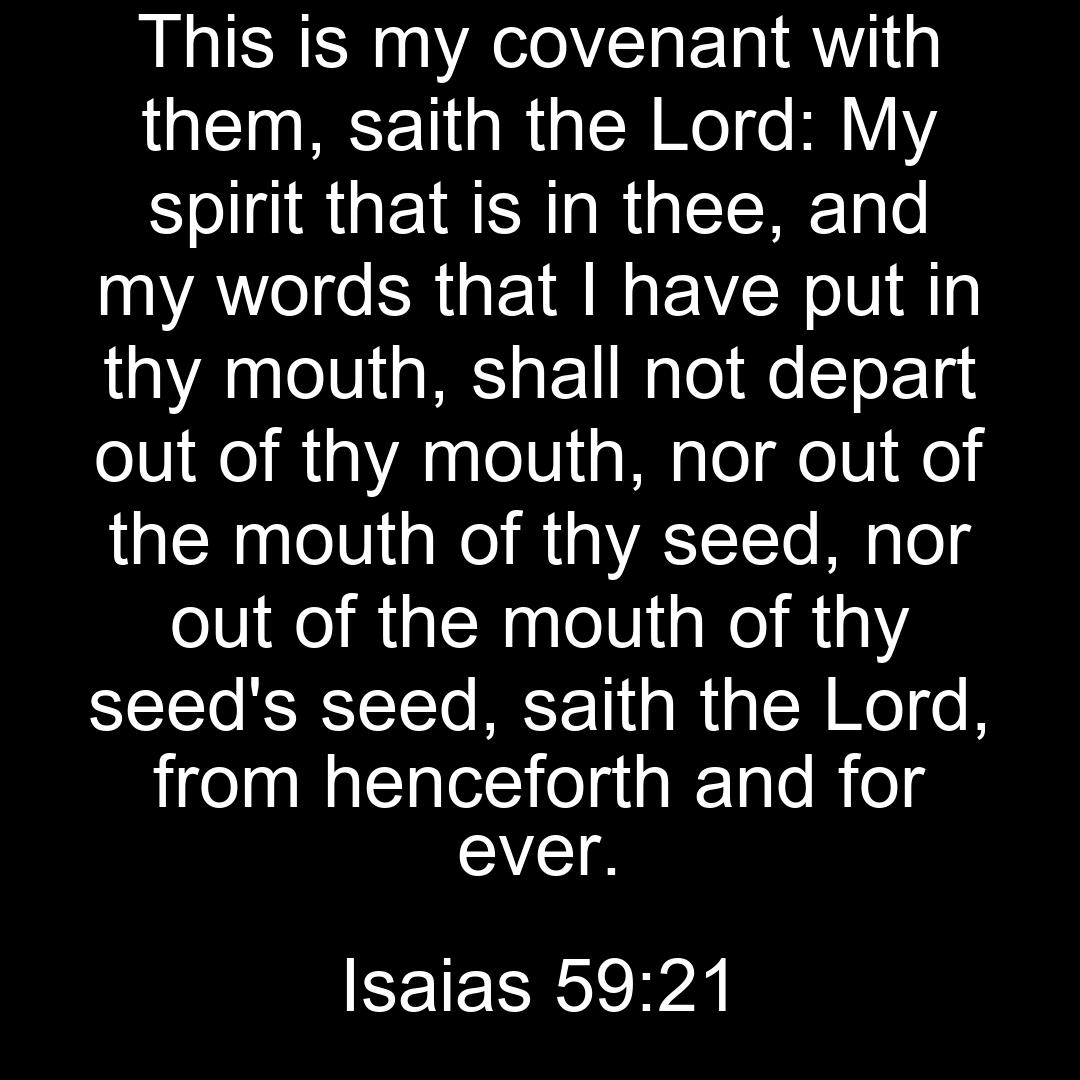 This is my covenant with
them, saith the Lord: My
spirit that is in thee, and
my words that I have put in
thy mouth, shall not depart
out of thy mouth, nor out of
the mouth of thy seed, nor
out of the mouth of thy
seed's seed, saith the Lord,
from henceforth and for
ever.
Isaias 59:21